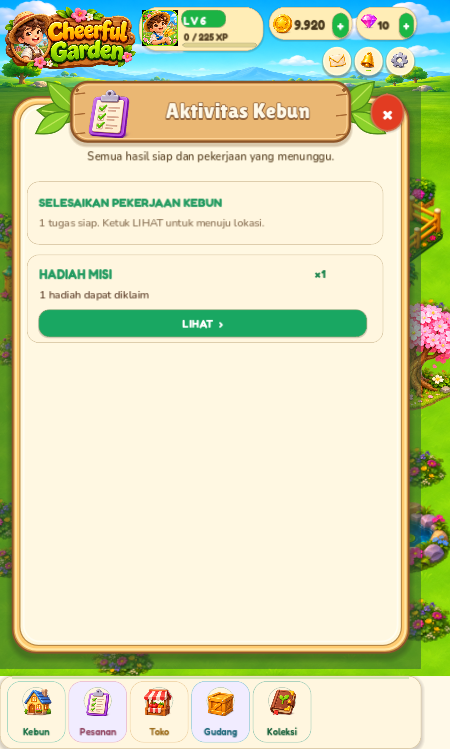 Cheerful
Garden
LV 6
0 / 225 XP
9.920
+
10
+
Aktivitas Kebun
Semua hasil siap dan pekerjaan yang menunggu.
SELESAIKAN PEKERJAAN KEBUN
1 tugas siap. Ketuk LIHAT untuk menuju lokasi.
HADIAH MISI ×1
1 hadiah dapat diklaim
LIHAT ›
Kebun Pesanan Toko Gudang Koleksi